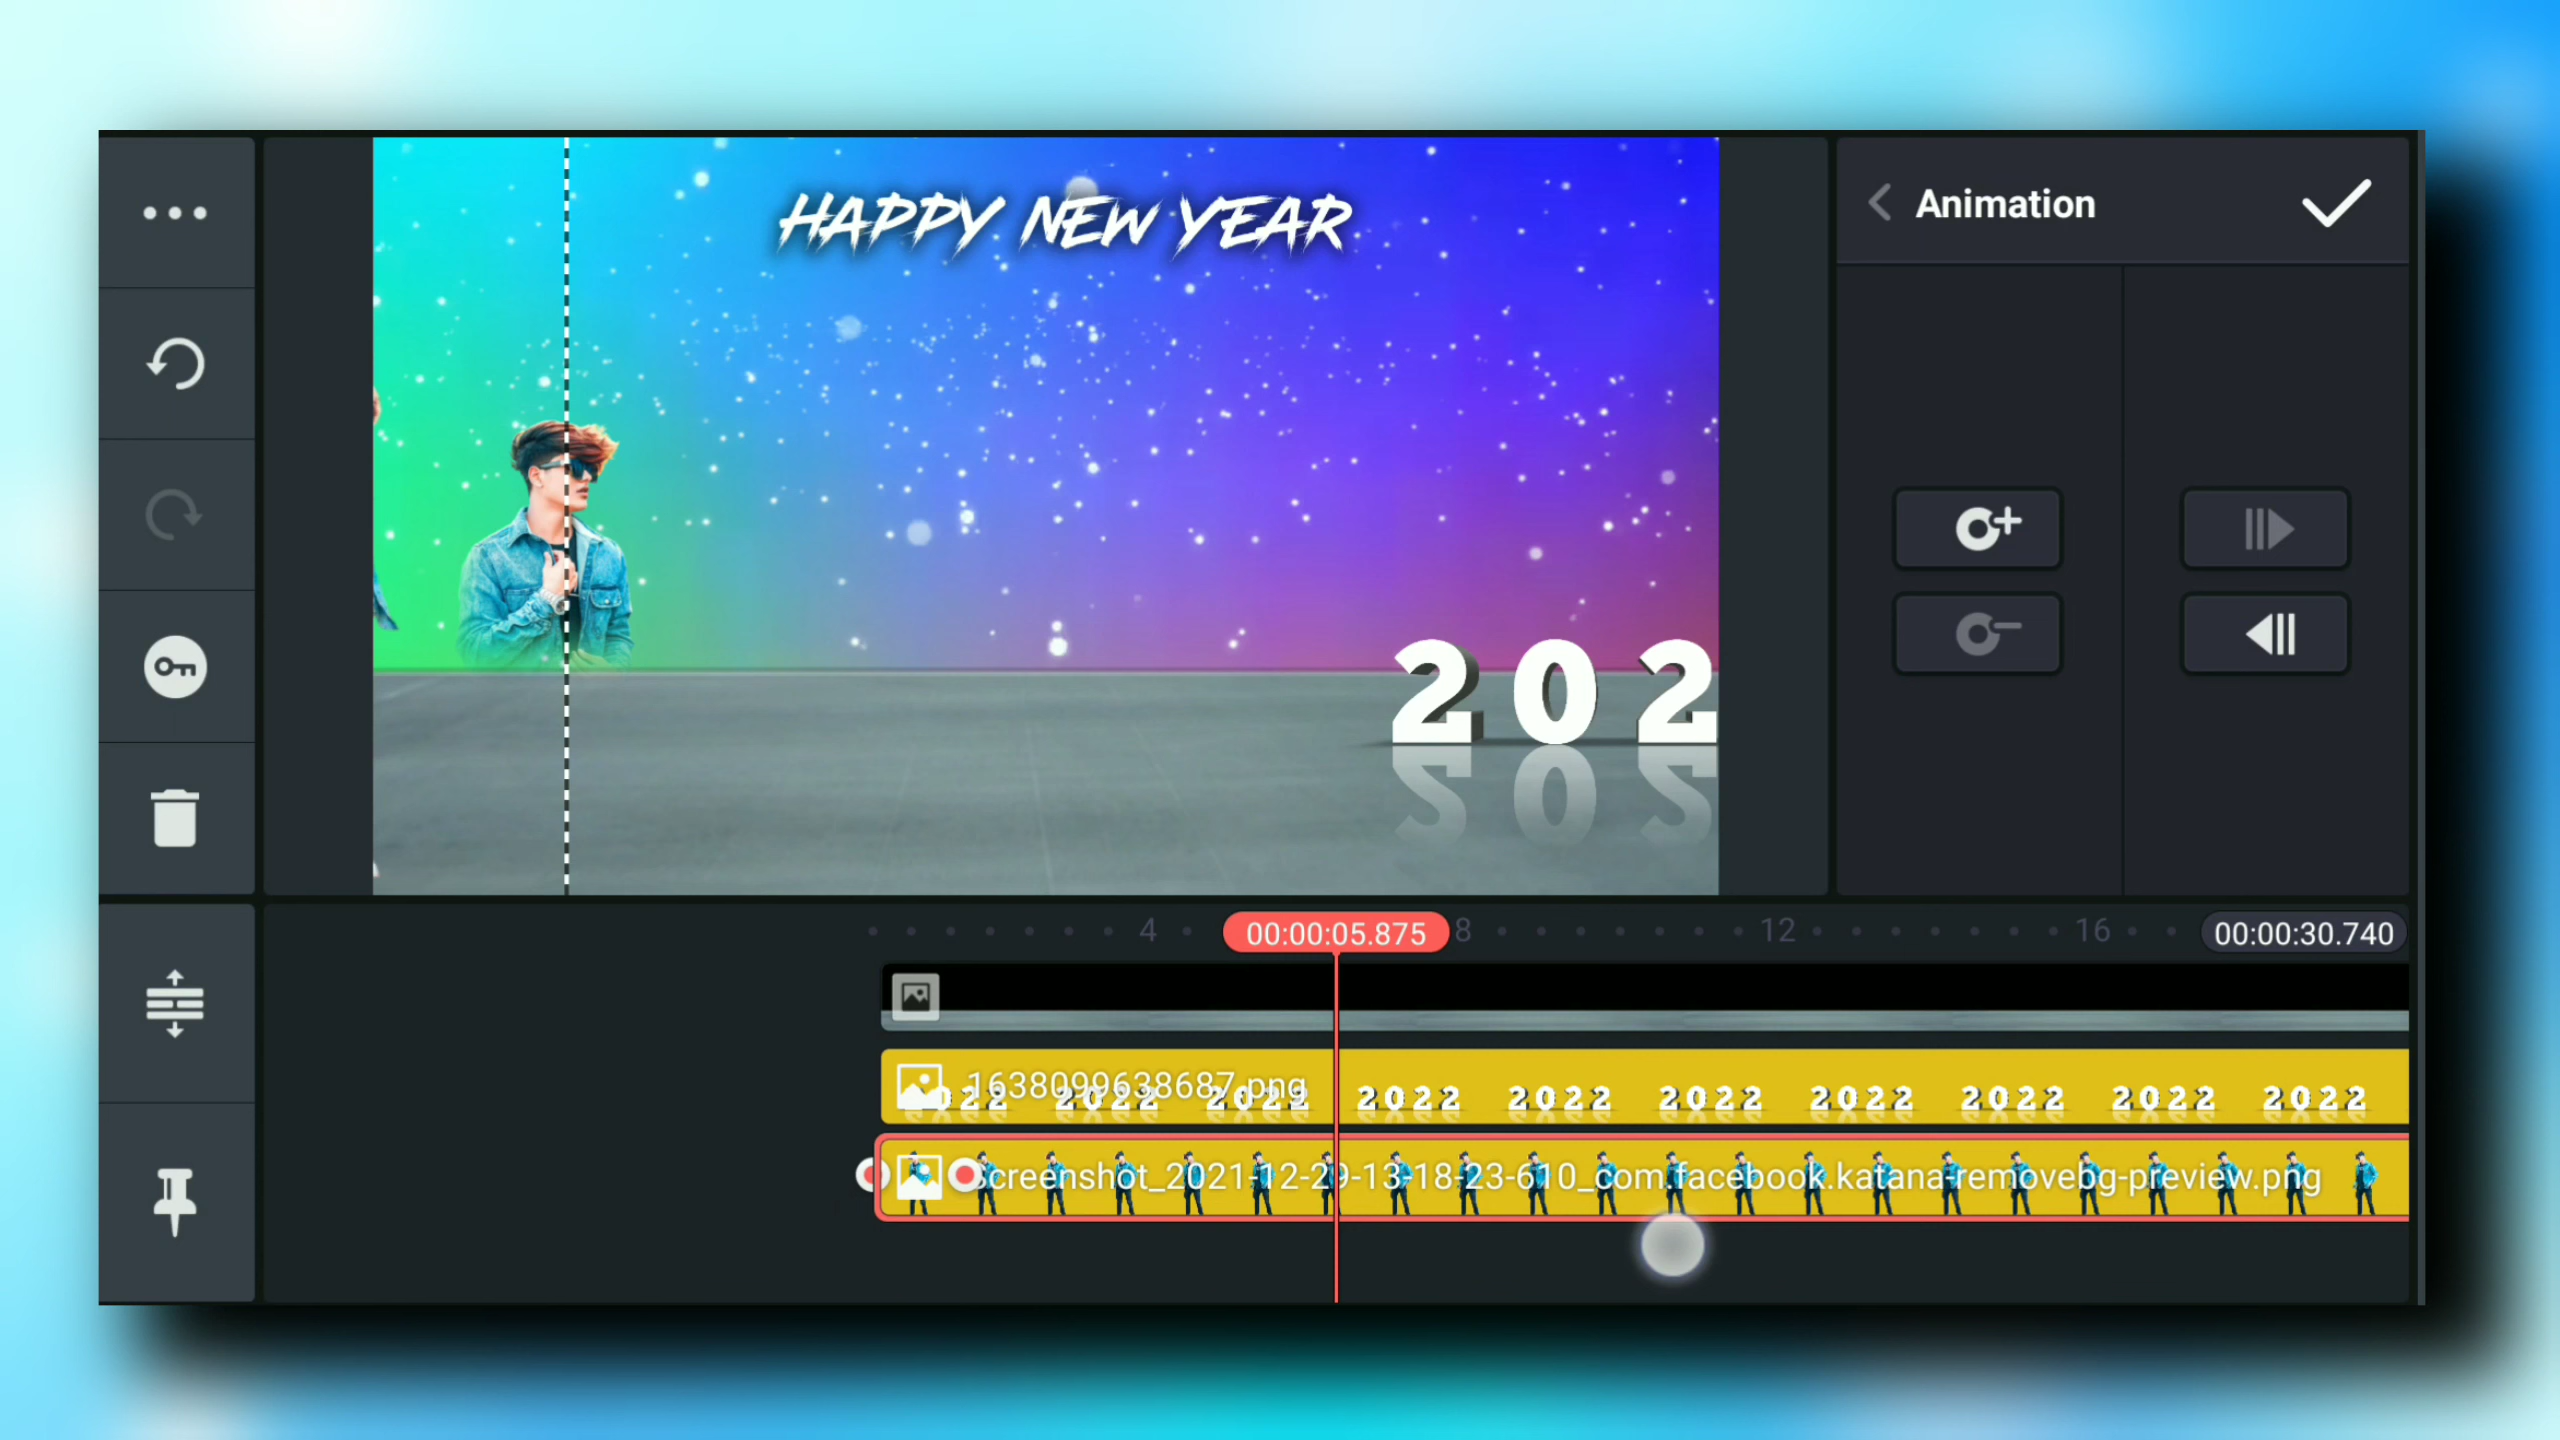 HAPPY NEW YEAR
Animation
202
4
00:00:05.875
8
12
16
00:00:30.740
1638099638687.png
2022 2022 2022 2022 2022 2022 2022
Screenshot_2021-12-29-13-18-23-610_com.facebook.katana-removebg-preview.png